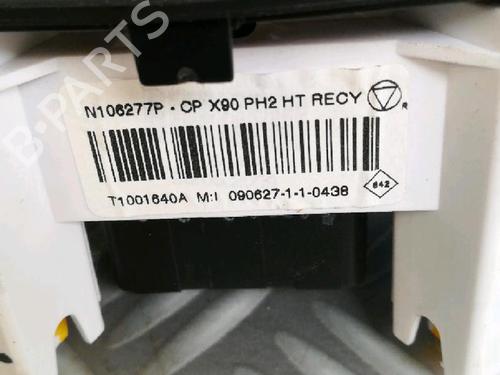 B-PARTS
N106277P - CP X90 PH2 HT RECY
R
T1001640A M:I 090627-1-1-0438
642